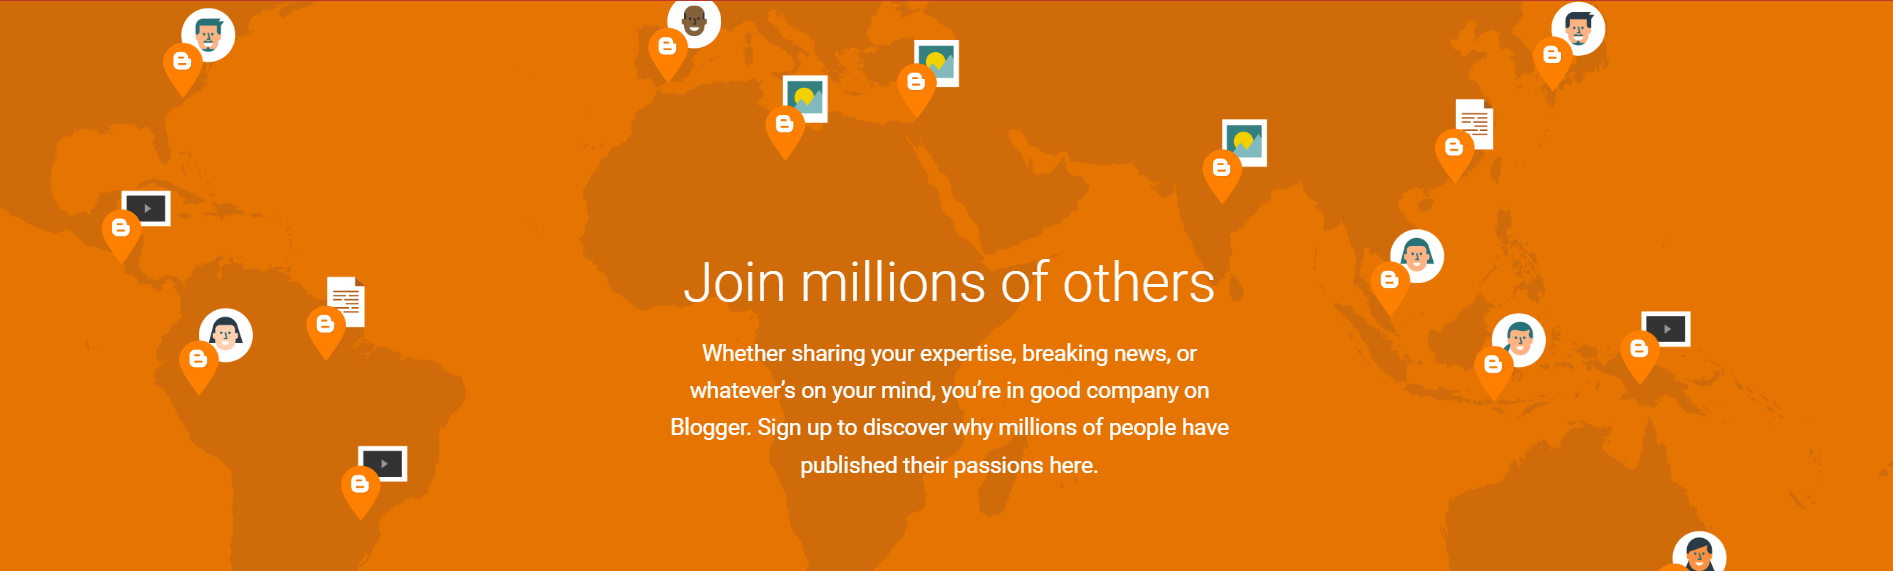 Join millions of others
Whether sharing your expertise, breaking news, or
whatever’s on your mind, you’re in good company on
Blogger. Sign up to discover why millions of people have
published their passions here.